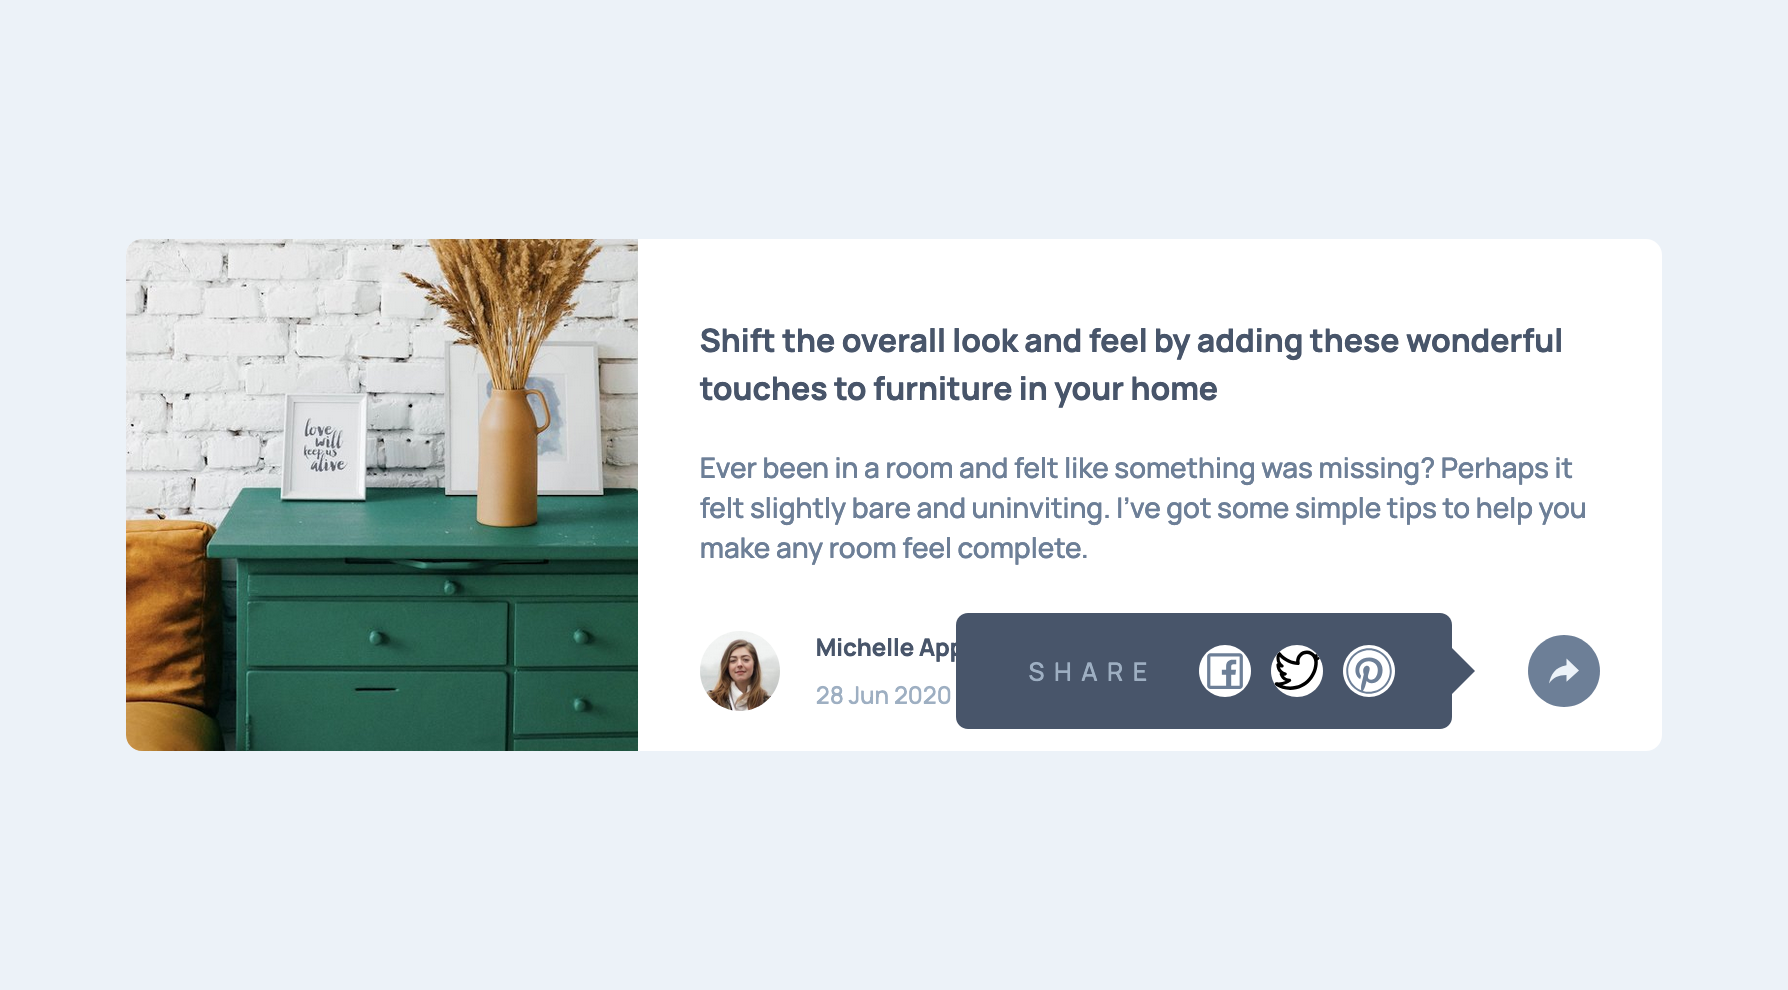 love
will
keep us
alive
Shift the overall look and feel by adding these wonderful
touches to furniture in your home
Ever been in a room and felt like something was missing? Perhaps it
felt slightly bare and uninviting. I've got some simple tips to help you
make any room feel complete.
Michelle App
28 Jun 2020
SHARE